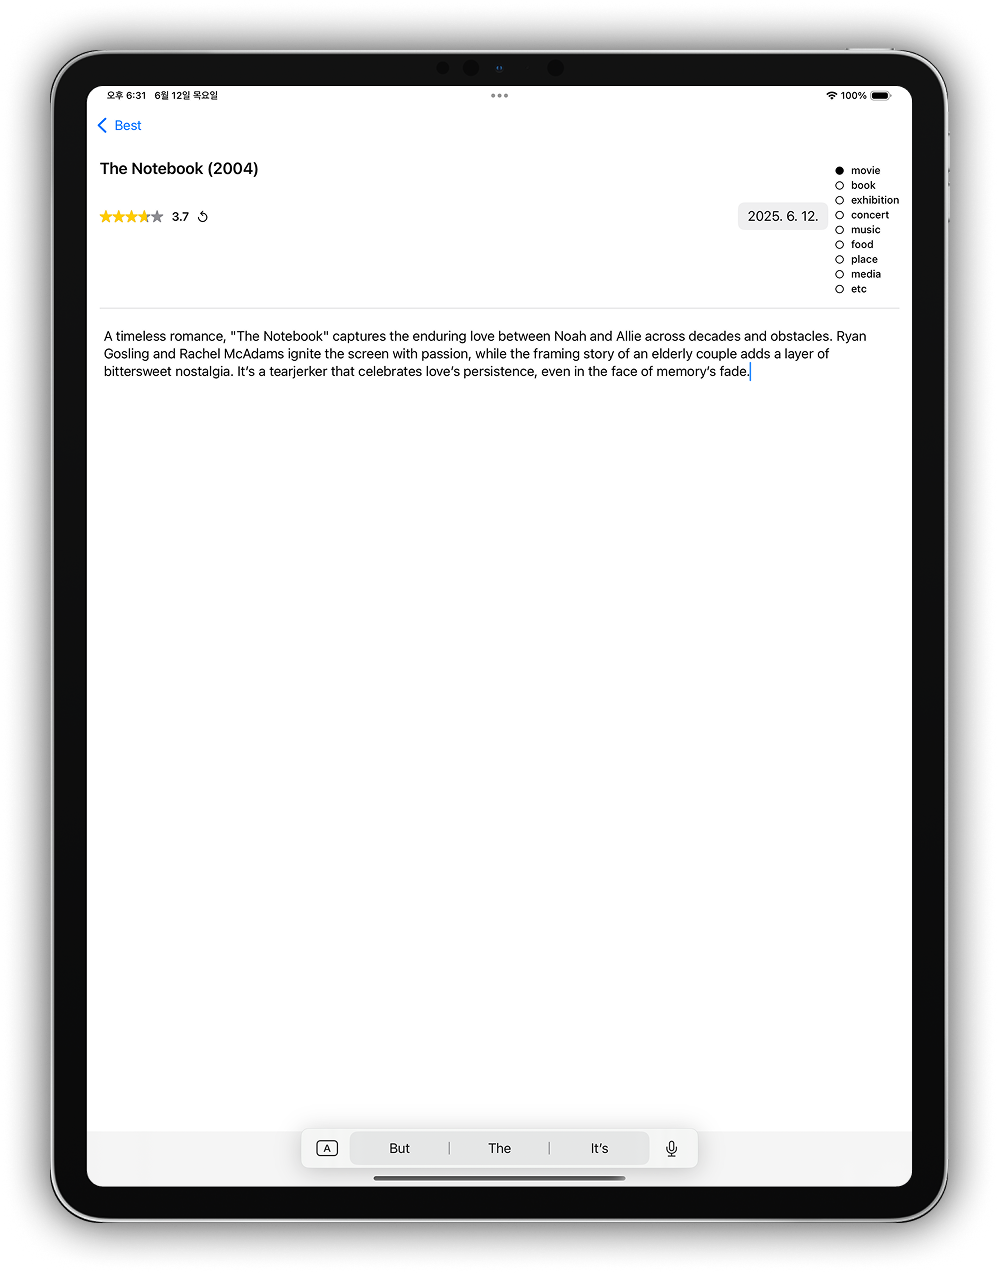 오후 6:31 6월 12일 목요일
100%
Best
The Notebook (2004)
3.7
2025. 6. 12.
movie
book
exhibition
concert
music
food
place
media
etc
A timeless romance, "The Notebook" captures the enduring love between Noah and Allie across decades and obstacles. Ryan
Gosling and Rachel McAdams ignite the screen with passion, while the framing story of an elderly couple adds a layer of
bittersweet nostalgia. It’s a tearjerker that celebrates love’s persistence, even in the face of memory’s fade.
A But The It’s